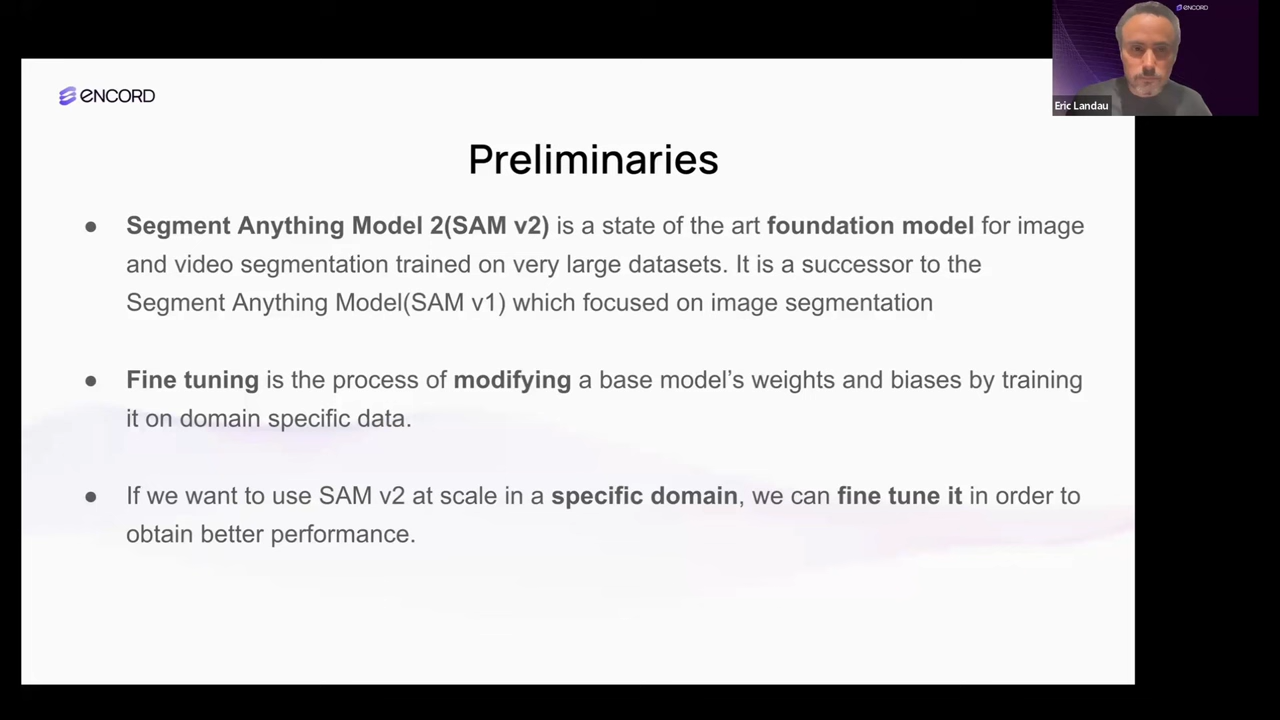 ENCORD
Eric Landau
ENCORD
Preliminaries
● Segment Anything Model 2(SAM v2) is a state of the art foundation model for image
and video segmentation trained on very large datasets. It is a successor to the
Segment Anything Model(SAM v1) which focused on image segmentation
● Fine tuning is the process of modifying a base model’s weights and biases by training
it on domain specific data.
● If we want to use SAM v2 at scale in a specific domain, we can fine tune it in order to
obtain better performance.